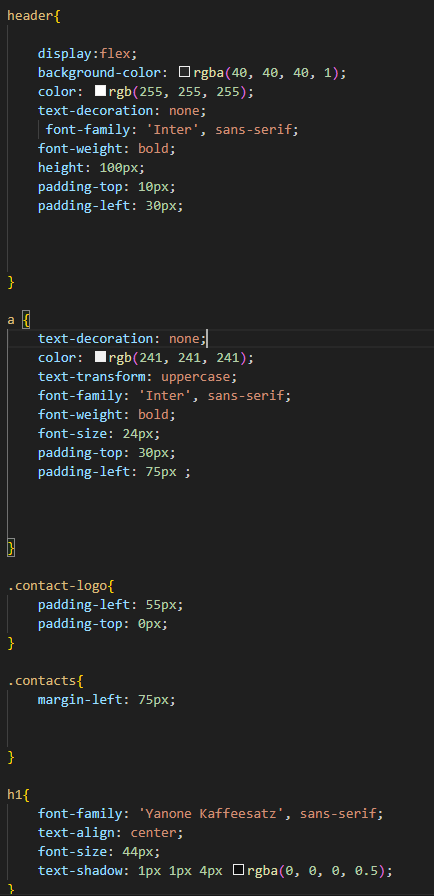 header{
display:flex;
background-color: rgba(40, 40, 40, 1);
color: rgb(255, 255, 255);
text-decoration: none;
font-family: 'Inter', sans-serif;
font-weight: bold;
height: 100px;
padding-top: 10px;
padding-left: 30px;
}
a {
text-decoration: none;
color: rgb(241, 241, 241);
text-transform: uppercase;
font-family: 'Inter', sans-serif;
font-weight: bold;
font-size: 24px;
padding-top: 30px;
padding-left: 75px ;
}
.contact-logo{
padding-left: 55px;
padding-top: 0px;
}
.contacts{
margin-left: 75px;
}
h1{
font-family: 'Yanone Kaffeesatz', sans-serif;
text-align: center;
font-size: 44px;
text-shadow: 1px 1px 4px rgba(0, 0, 0, 0.5);
}